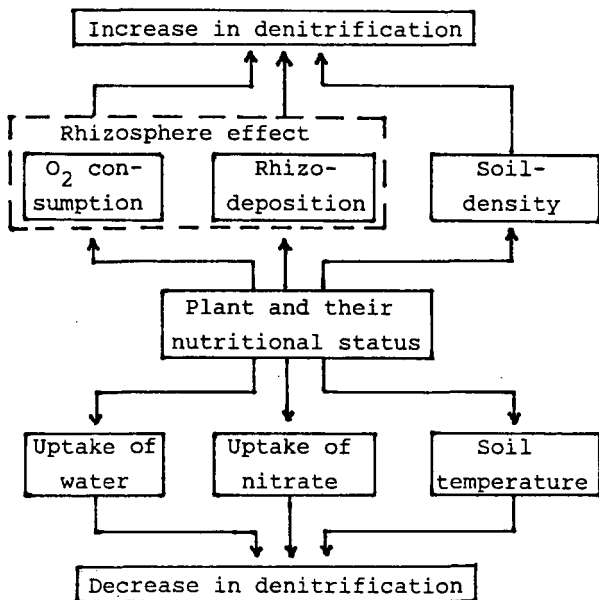 Increase in denitrification
Rhizosphere effect
O₂ con-
sumption
Rhizo-
deposition
Soil-
density
Plant and their
nutritional status
Uptake of
water
Uptake of
nitrate
Soil
temperature
Decrease in denitrification